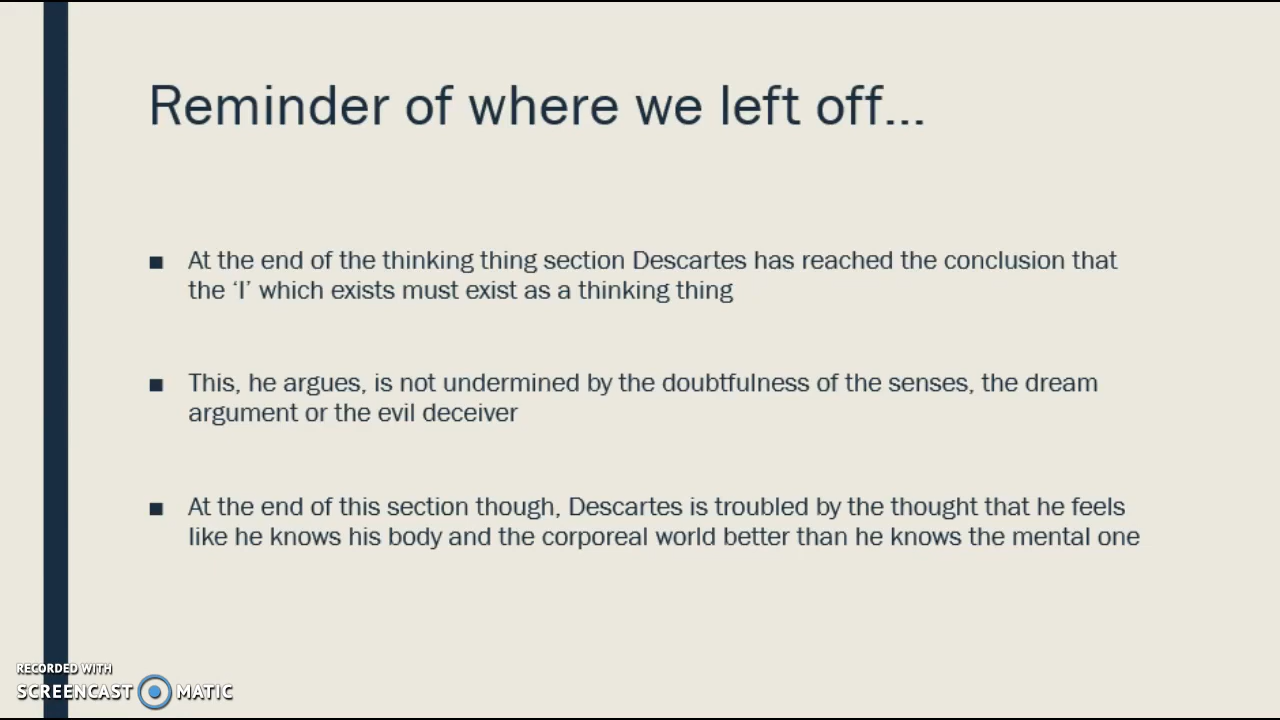 Reminder of where we left off...
■ At the end of the thinking thing section Descartes has reached the conclusion that
the ‘I’ which exists must exist as a thinking thing
■ This, he argues, is not undermined by the doubtfulness of the senses, the dream
argument or the evil deceiver
■ At the end of this section though, Descartes is troubled by the thought that he feels
like he knows his body and the corporeal world better than he knows the mental one
RECORDED WITH
SCREENCAST MATIC